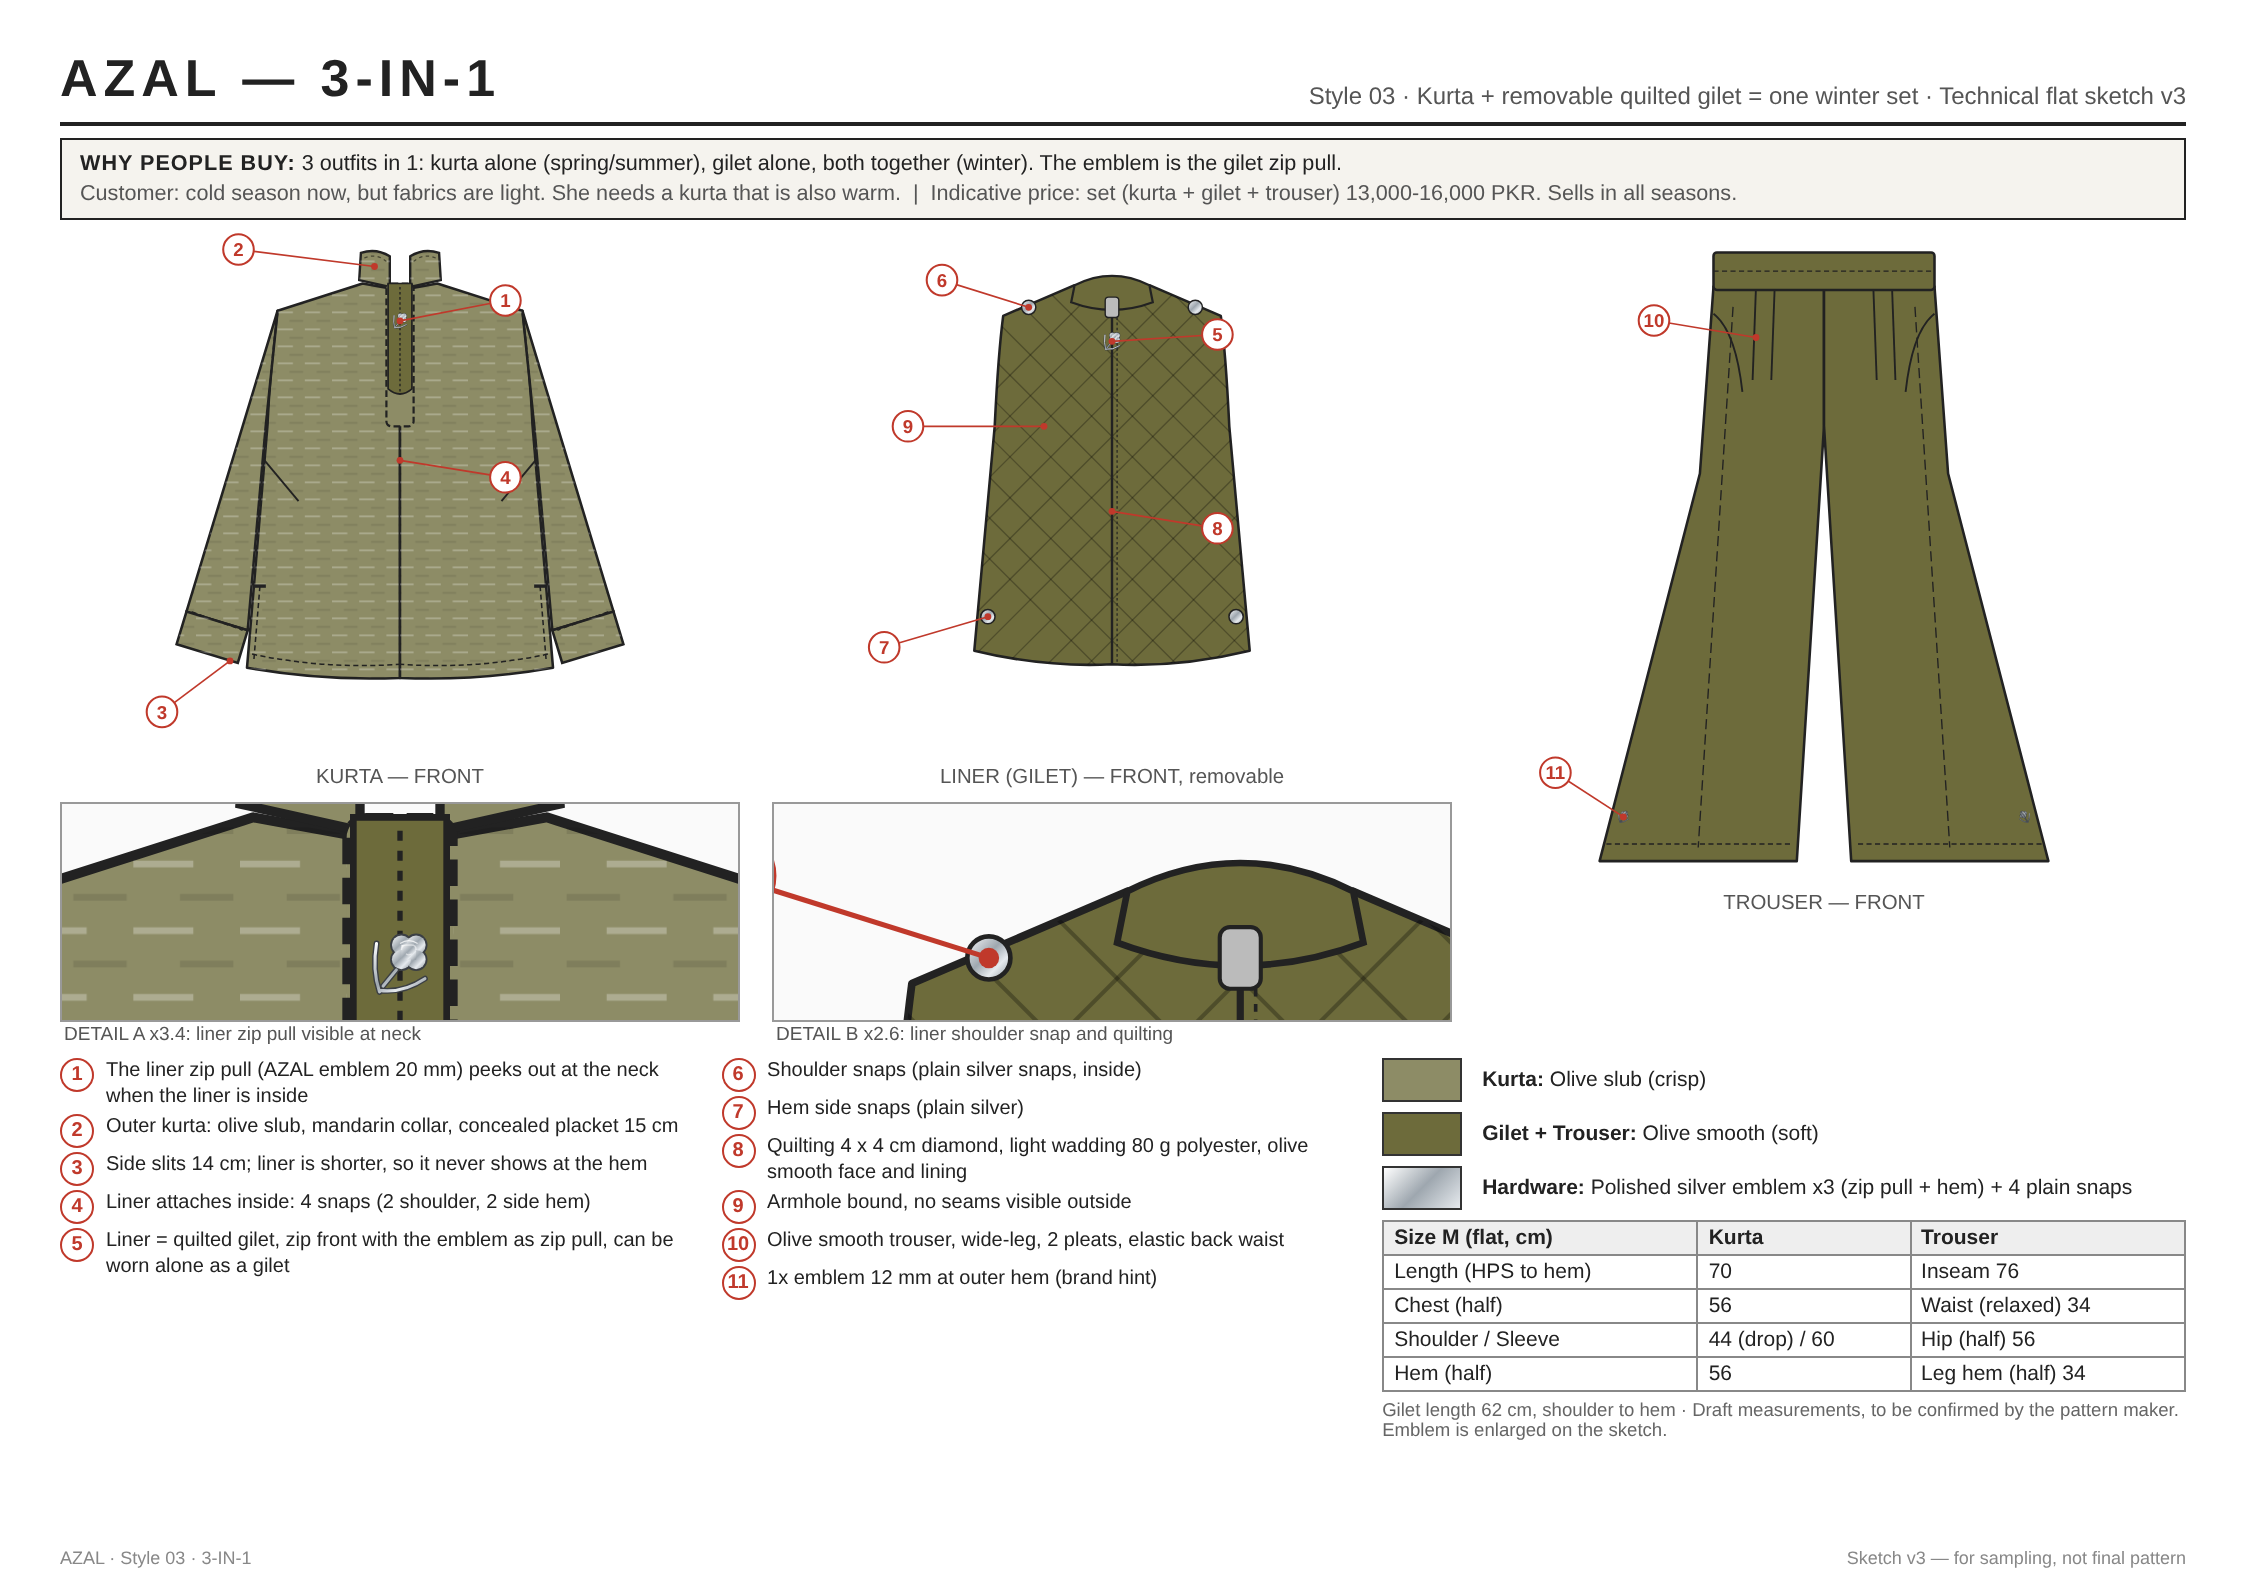 AZAL — 3-IN-1
Style 03 · Kurta + removable quilted gilet = one winter set · Technical flat sketch v3
WHY PEOPLE BUY: 3 outfits in 1: kurta alone (spring/summer), gilet alone, both together (winter). The emblem is the gilet zip pull.
Customer: cold season now, but fabrics are light. She needs a kurta that is also warm. | Indicative price: set (kurta + gilet + trouser) 13,000-16,000 PKR. Sells in all seasons.
2
1
4
3
KURTA — FRONT
6
5
9
8
7
LINER (GILET) — FRONT, removable
10
11
TROUSER — FRONT
DETAIL A x3.4: liner zip pull visible at neck
DETAIL B x2.6: liner shoulder snap and quilting
1 The liner zip pull (AZAL emblem 20 mm) peeks out at the neck
when the liner is inside
2 Outer kurta: olive slub, mandarin collar, concealed placket 15 cm
3 Side slits 14 cm; liner is shorter, so it never shows at the hem
4 Liner attaches inside: 4 snaps (2 shoulder, 2 side hem)
5 Liner = quilted gilet, zip front with the emblem as zip pull, can be
worn alone as a gilet
6 Shoulder snaps (plain silver snaps, inside)
7 Hem side snaps (plain silver)
8 Quilting 4 x 4 cm diamond, light wadding 80 g polyester, olive
smooth face and lining
9 Armhole bound, no seams visible outside
10 Olive smooth trouser, wide-leg, 2 pleats, elastic back waist
11 1x emblem 12 mm at outer hem (brand hint)
Kurta: Olive slub (crisp)
Gilet + Trouser: Olive smooth (soft)
Hardware: Polished silver emblem x3 (zip pull + hem) + 4 plain snaps
Size M (flat, cm) Kurta Trouser
Length (HPS to hem) 70 Inseam 76
Chest (half) 56 Waist (relaxed) 34
Shoulder / Sleeve 44 (drop) / 60 Hip (half) 56
Hem (half) 56 Leg hem (half) 34
Gilet length 62 cm, shoulder to hem · Draft measurements, to be confirmed by the pattern maker.
Emblem is enlarged on the sketch.
AZAL · Style 03 · 3-IN-1
Sketch v3 — for sampling, not final pattern